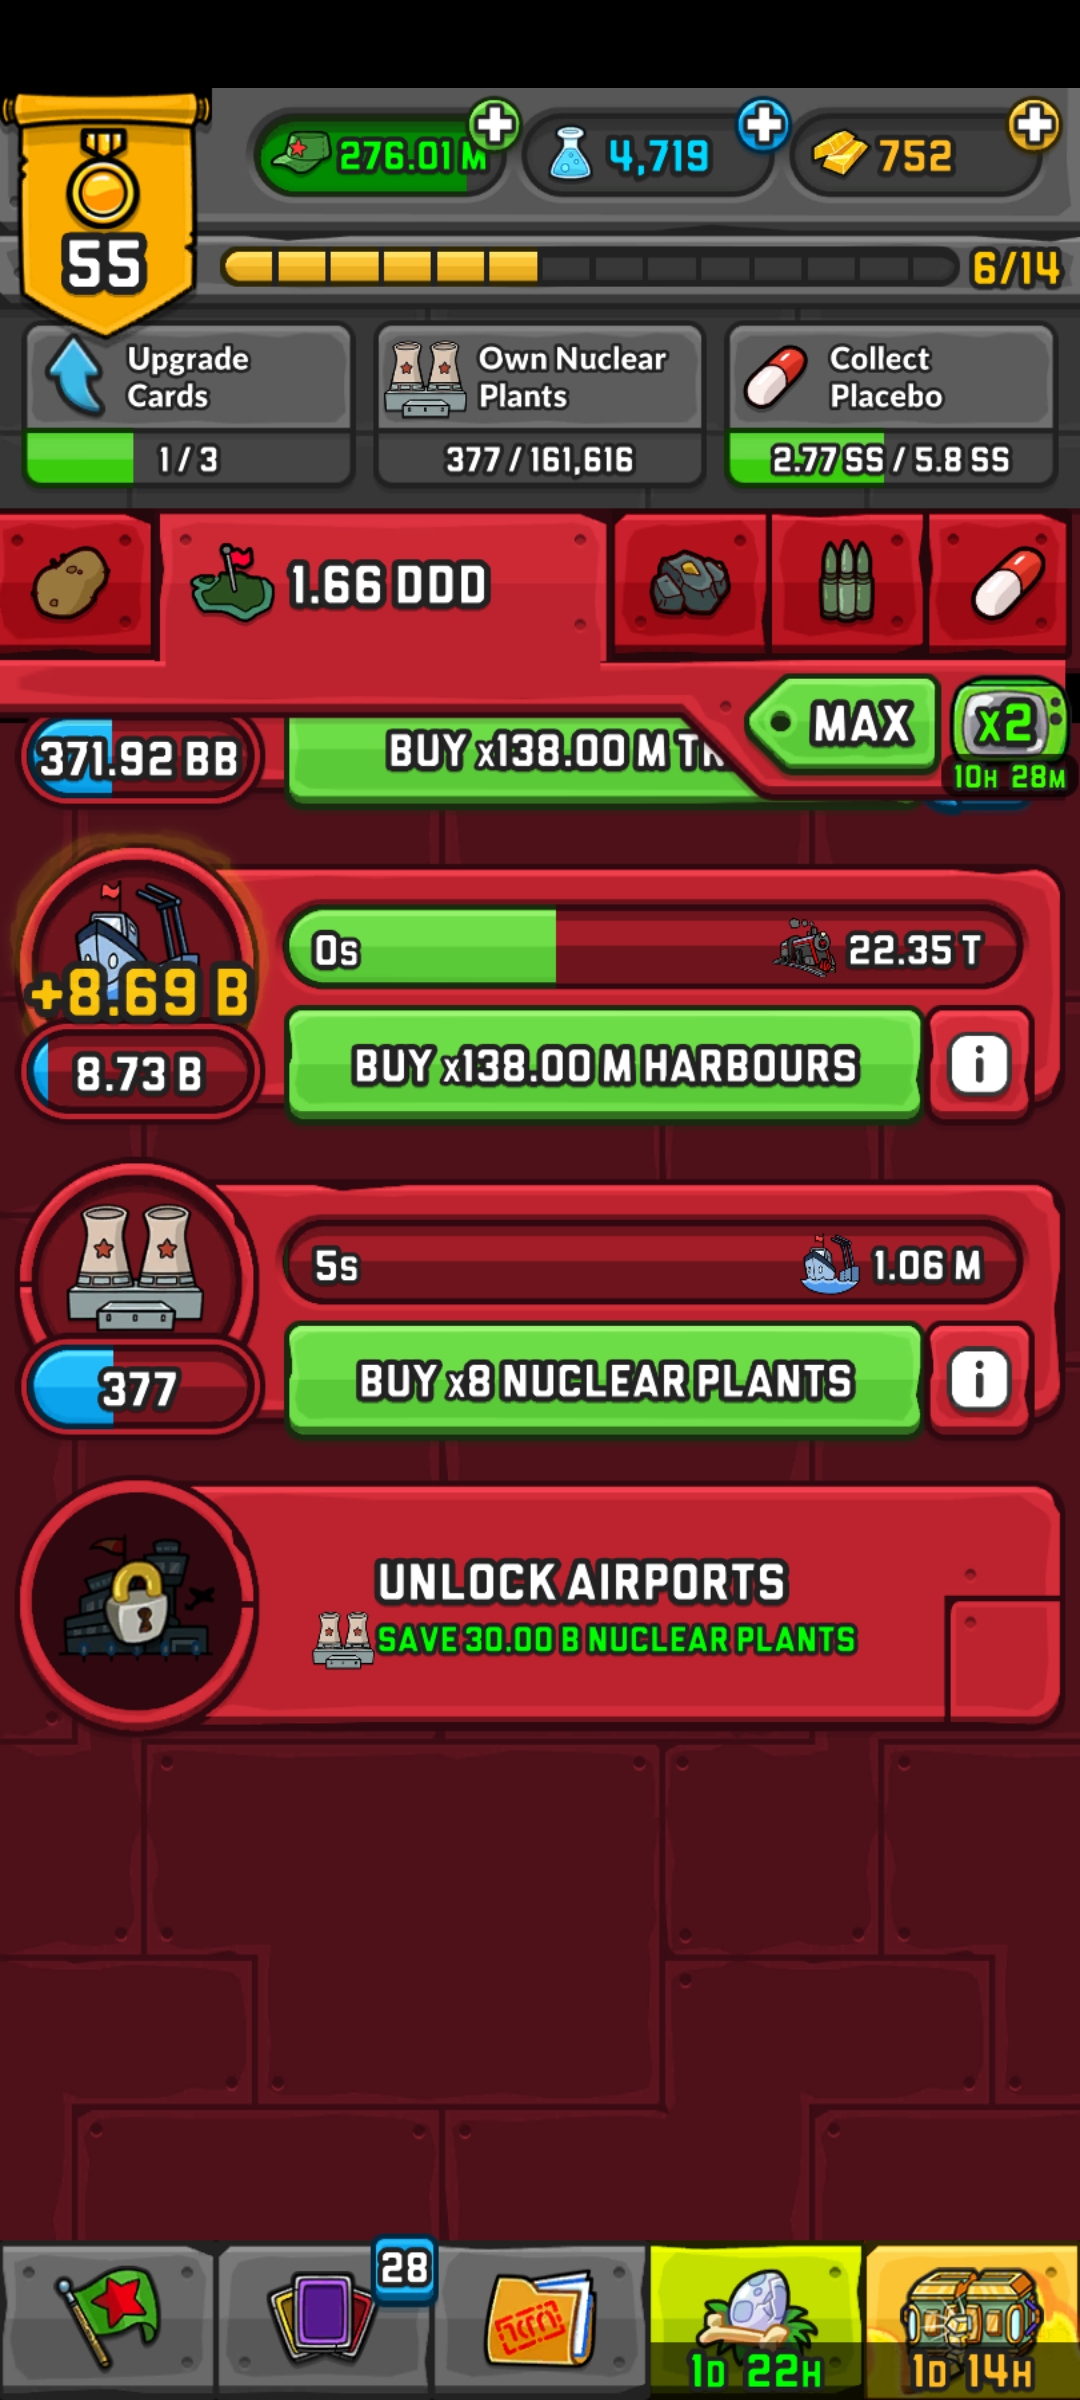 276.01 M
4,719
752
55
6/14
Upgrade
Cards
1 / 3
Own Nuclear
Plants
377 / 161,616
Collect
Placebo
2.77 SS / 5.8 SS
1.66 DDD
MAX
X2
10H 28M
371.92 BB
BUY x138.00 M
+8.69 B
0s
22.35 T
8.73 B
BUY x138.00 M HARBOURS
i
5s
1.06 M
377
BUY x8 NUCLEAR PLANTS
i
UNLOCK AIRPORTS
SAVE 30.00 B NUCLEAR PLANTS
28
1D 22H
1D 14H